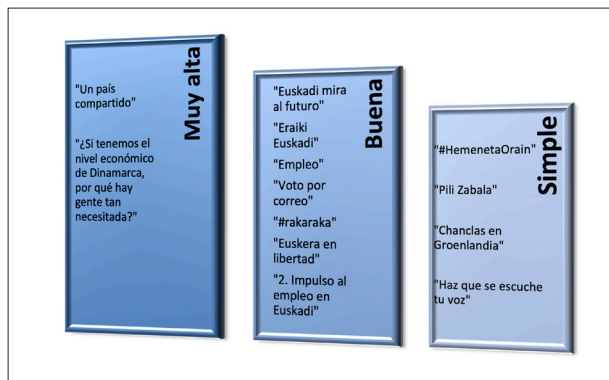 Muy alta
"Un país
compartido"
"¿Si tenemos el
nivel económico
de Dinamarca,
por qué hay
gente tan
necesitada?"
Buena
"Euskadi mira
al futuro"
"Eraiki
Euskadi"
"Empleo"
"Voto por
correo"
"#rakaraka"
"Euskera en
libertad"
"2. Impulso al
empleo en
Euskadi"
Simple
"#HemenetaOrain"
"Pili Zabala"
"Chanclas en
Groenlandia"
"Haz que se escuche
tu voz"